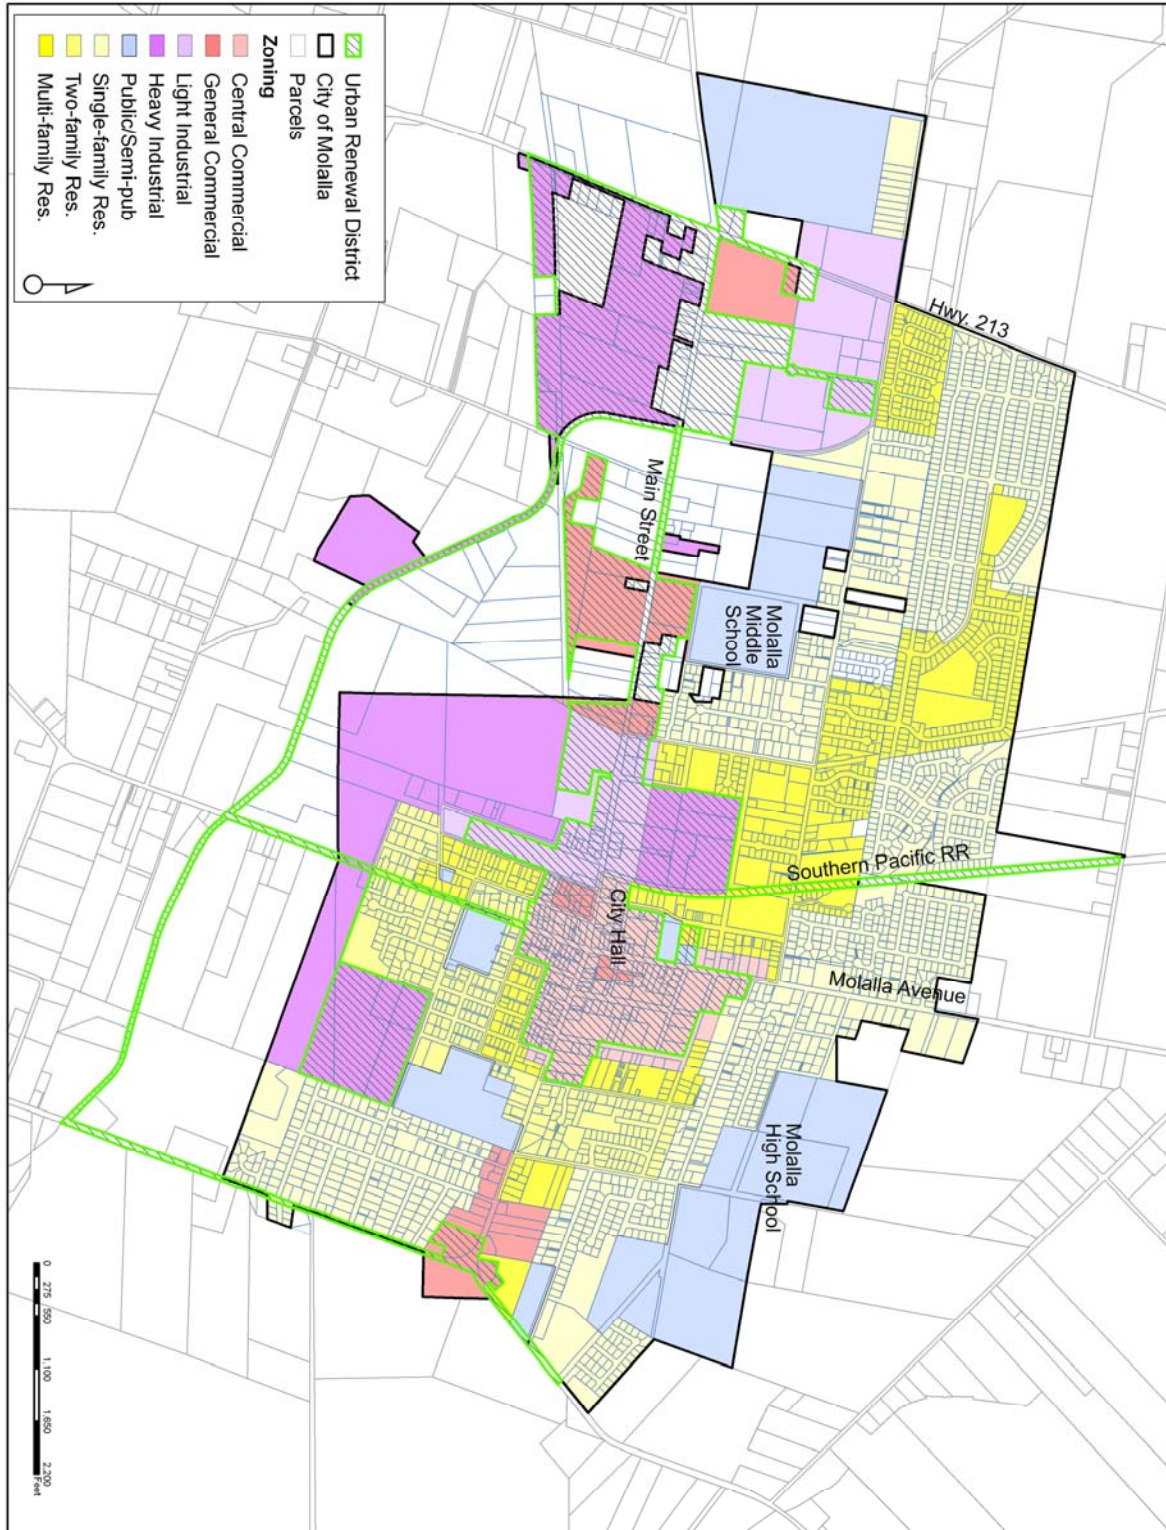 Urban Renewal District
City of Molalla
Parcels
Zoning
Central Commercial
General Commercial
Light Industrial
Heavy Industrial
Public/Semi-pub
Single-family Res.
Two-family Res.
Multi-family Res.
Hwy. 213
Main Street
Molalla
Middle
School
Southern Pacific RR
City Hall
Molalla Avenue
Molalla
High School
0 275 550 1,100 1,650 2,200
Feet